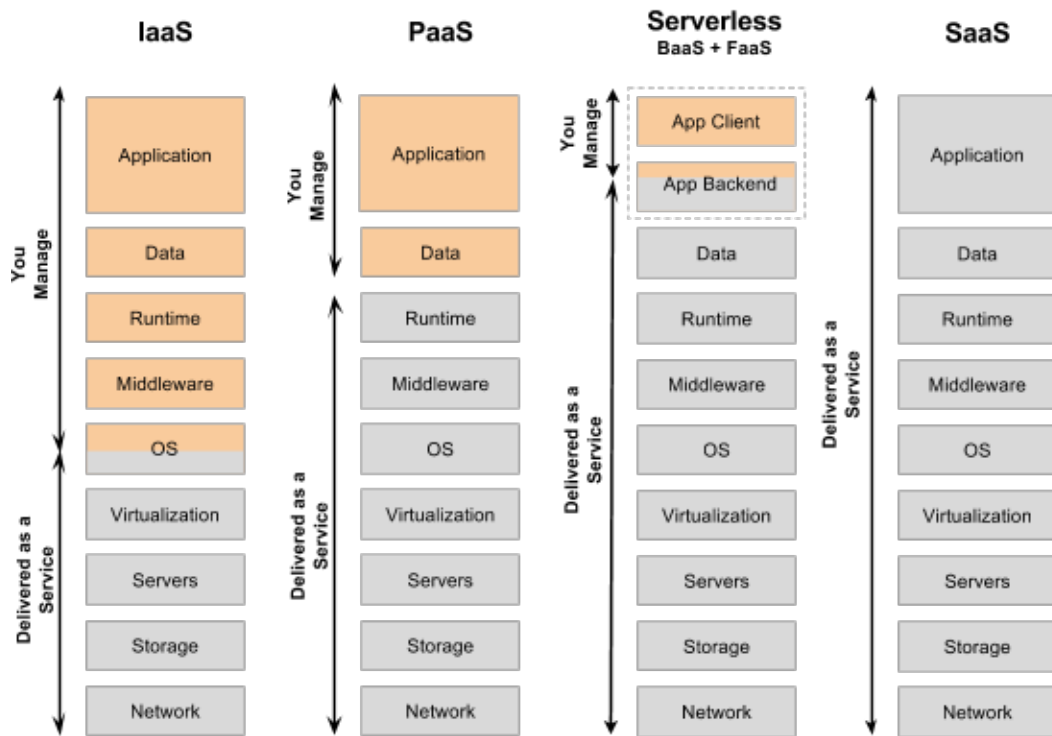 IaaS
You
Manage
Delivered as a
Service
Application
Data
Runtime
Middleware
OS
Virtualization
Servers
Storage
Network
PaaS
You
Manage
Delivered as a
Service
Application
Data
Runtime
Middleware
OS
Virtualization
Servers
Storage
Network
Serverless
BaaS + FaaS
You
Manage
Delivered as a
Service
App Client
App Backend
Data
Runtime
Middleware
OS
Virtualization
Servers
Storage
Network
SaaS
Delivered as a
Service
Application
Data
Runtime
Middleware
OS
Virtualization
Servers
Storage
Network